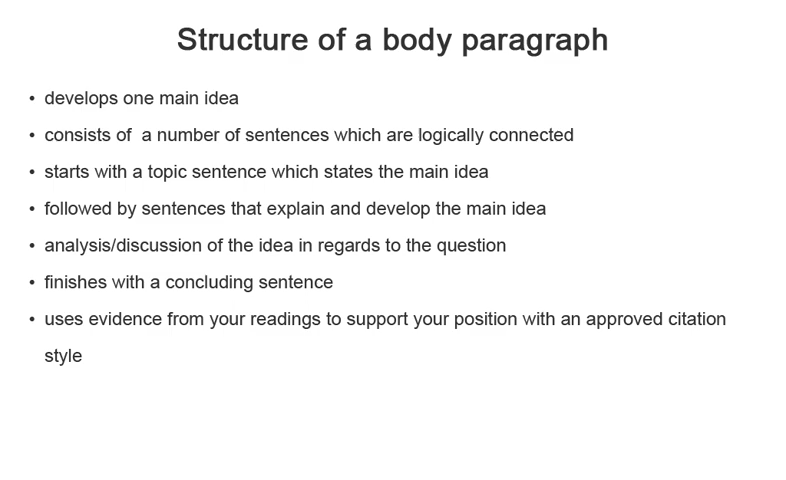 Structure of a body paragraph
• develops one main idea
• consists of  a number of sentences which are logically connected
• starts with a topic sentence which states the main idea
• followed by sentences that explain and develop the main idea
• analysis/discussion of the idea in regards to the question
• finishes with a concluding sentence
• uses evidence from your readings to support your position with an approved citation
style